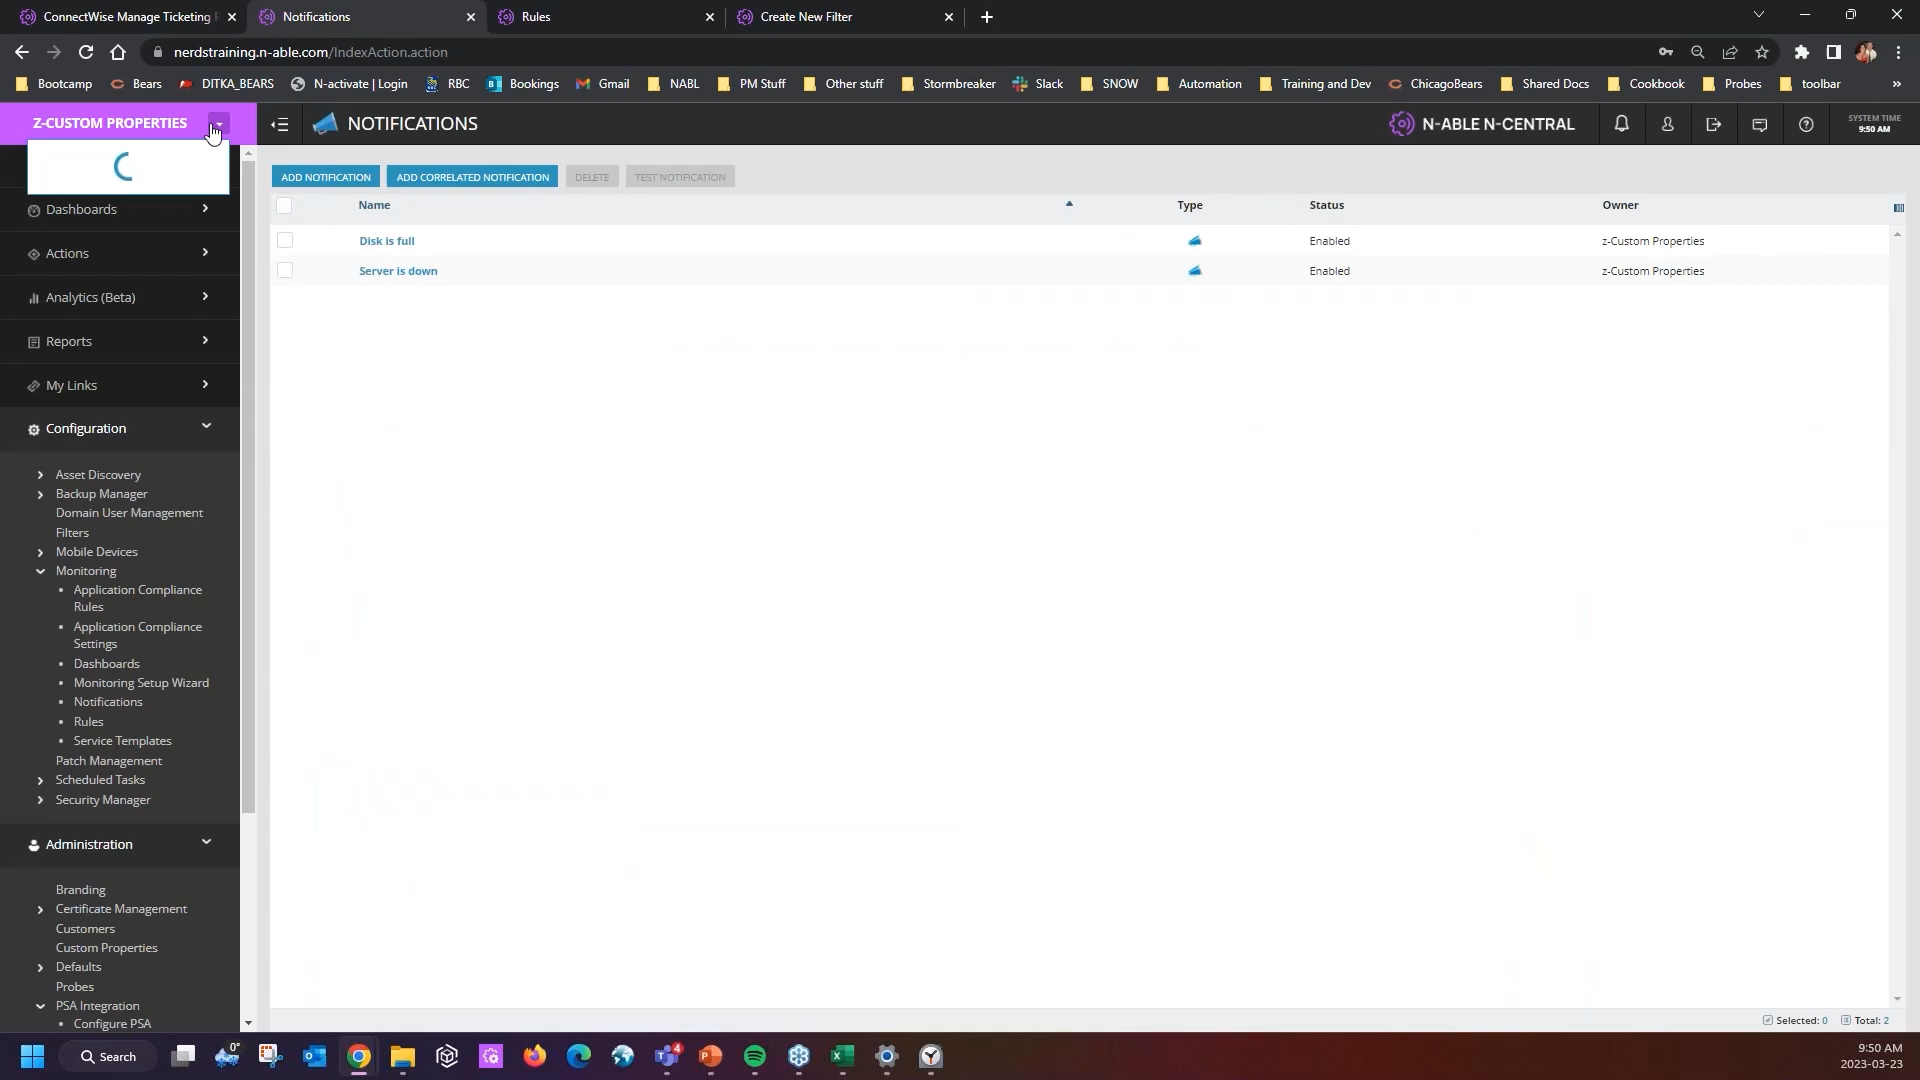 ConnectWise Manage Ticketing
Notifications
Rules
Create New Filter
nerdstraining.n-able.com/IndexAction.action
Bootcamp
Bears
DITKA_BEARS
N-activate | Login
RBC
Bookings
Gmail
NABL
PM Stuff
Other stuff
Stormbreaker
Slack
SNOW
Automation
Training and Dev
ChicagoBears
Shared Docs
Cookbook
Probes
toolbar
»
Z-CUSTOM PROPERTIES
NOTIFICATIONS
N-ABLE N-CENTRAL
SYSTEM TIME
9:50 AM
ADD NOTIFICATION
ADD CORRELATED NOTIFICATION
DELETE
TEST NOTIFICATION
Name
Type
Status
Owner
Disk is full
Enabled
z-Custom Properties
Server is down
Enabled
z-Custom Properties
Dashboards
Actions
Analytics (Beta)
Reports
My Links
Configuration
Asset Discovery
Backup Manager
Domain User Management
Filters
Mobile Devices
Monitoring
• Application Compliance
Rules
• Application Compliance
Settings
• Dashboards
• Monitoring Setup Wizard
• Notifications
• Rules
• Service Templates
Patch Management
Scheduled Tasks
Security Manager
Administration
Branding
Certificate Management
Customers
Custom Properties
Defaults
Probes
PSA Integration
• Configure PSA
Selected: 0
Total: 2
Search
0°
4
9:50 AM
2023-03-23